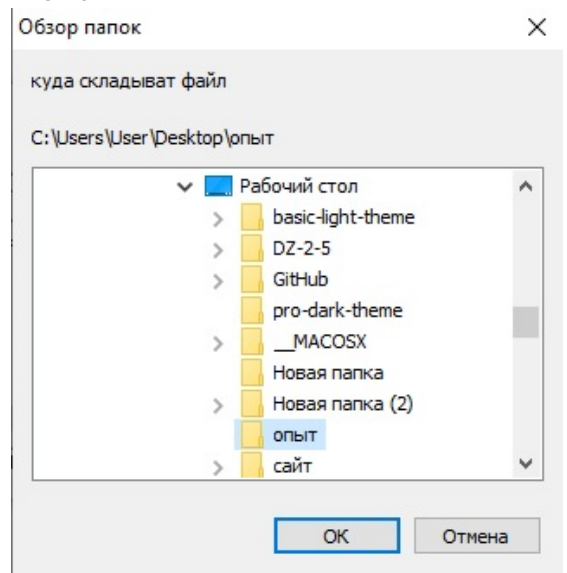 Обзор папок
куда складыват файл
C:\Users\User\Desktop\опыт
Рабочий стол
basic-light-theme
DZ-2-5
GitHub
pro-dark-theme
__MACOSX
Новая папка
Новая папка (2)
опыт
сайт
ОК Отмена